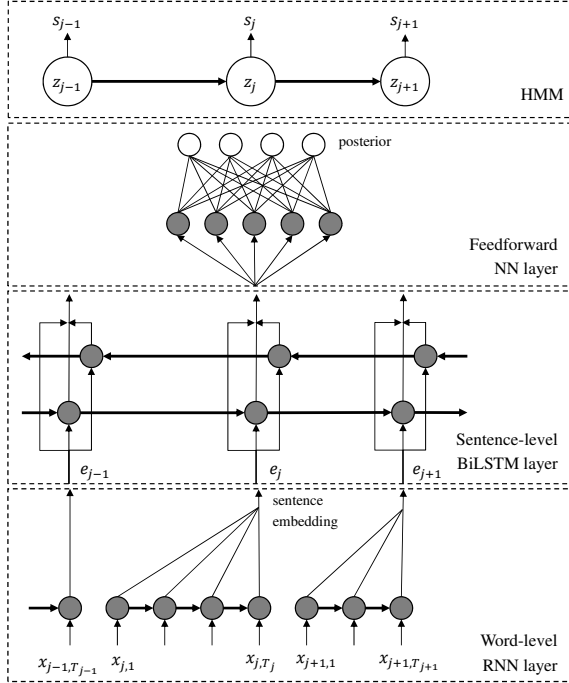 s_{j−1} s_j s_{j+1}
z_{j−1} z_j z_{j+1}
HMM
posterior
Feedforward
NN layer
e_{j−1} e_j e_{j+1}
Sentence-level
BiLSTM layer
sentence
embedding
x_{j−1,T_{j−1}} x_{j,1} x_{j,T_j} x_{j+1,1} x_{j+1,T_{j+1}}
Word-level
RNN layer